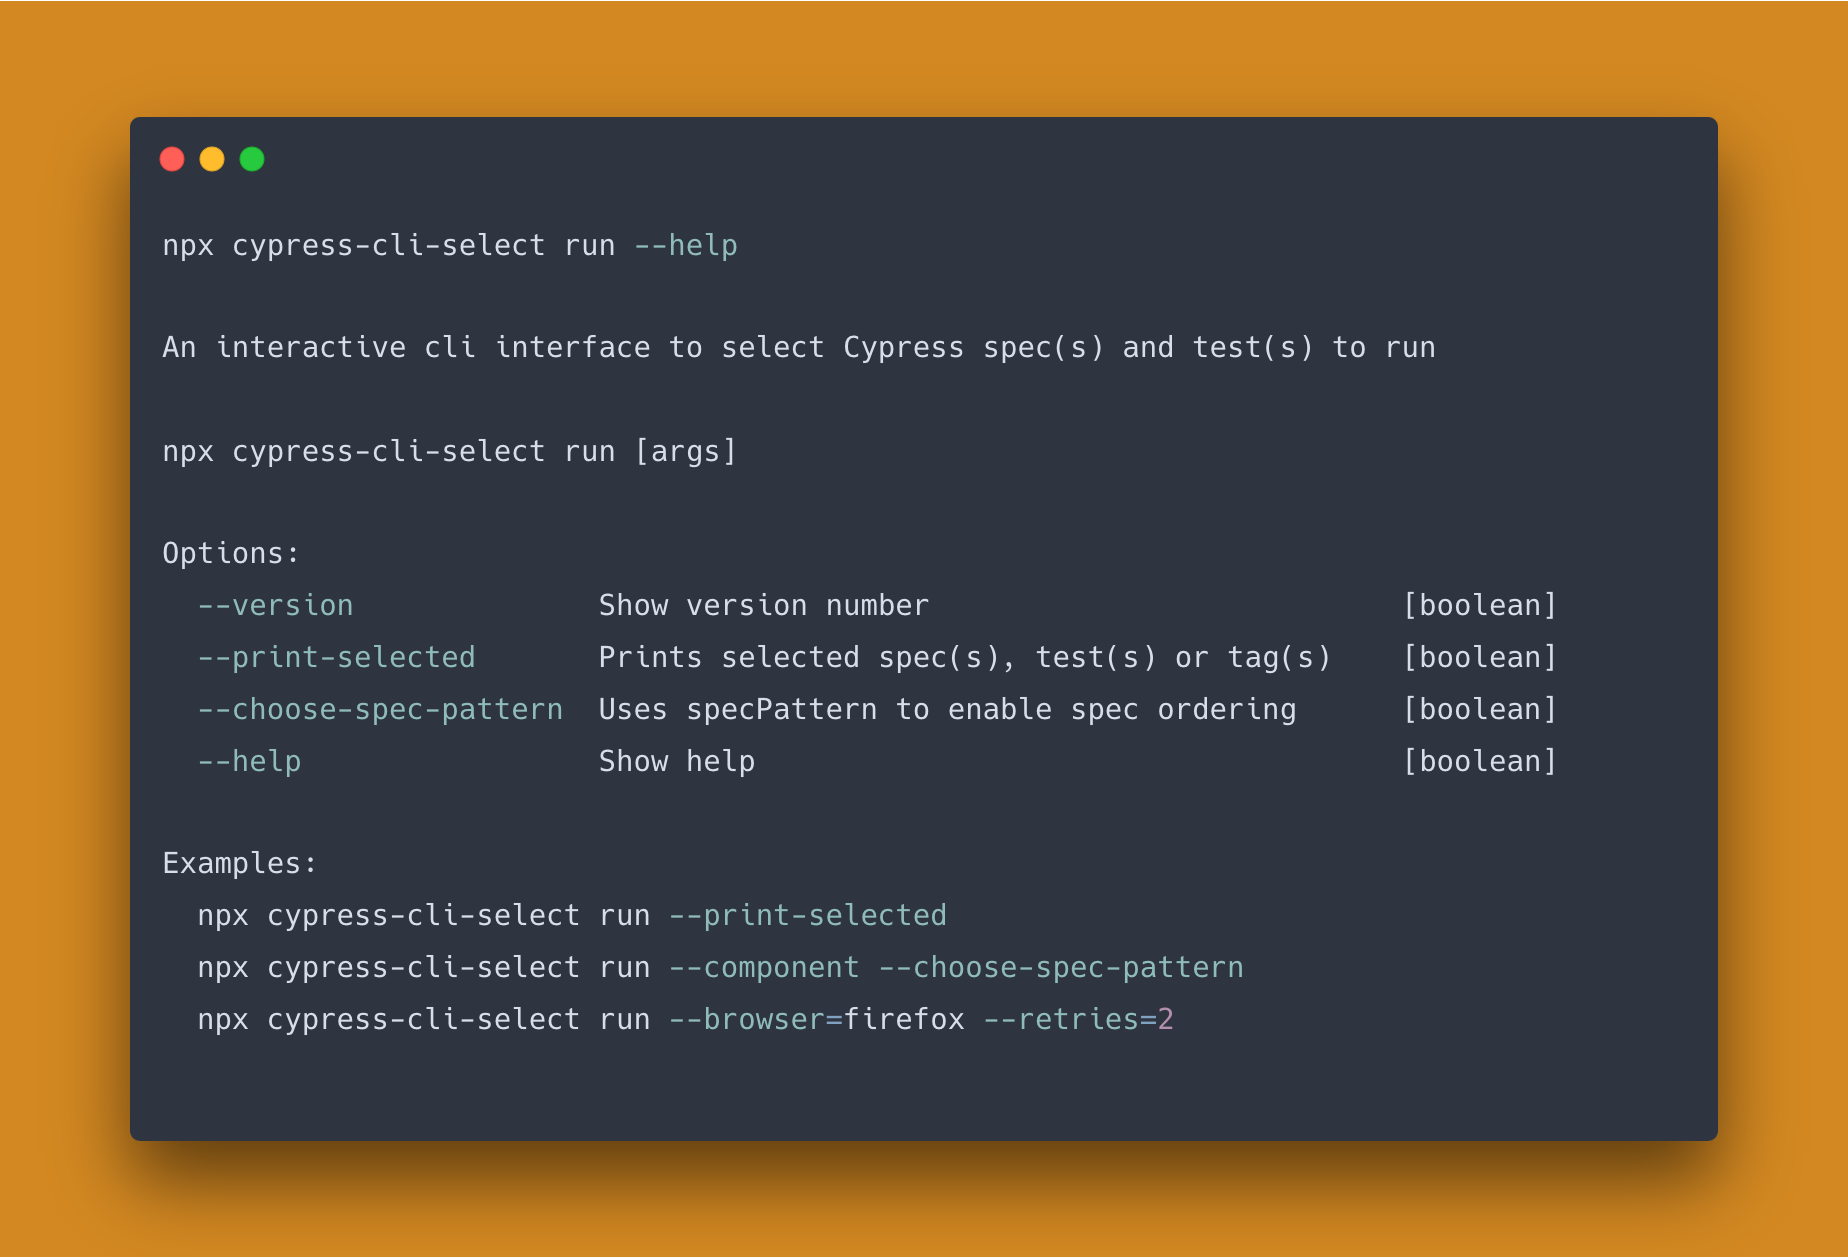 npx cypress-cli-select run --help
An interactive cli interface to select Cypress spec(s) and test(s) to run
npx cypress-cli-select run [args]
Options:
  --version              Show version number                           [boolean]
  --print-selected       Prints selected spec(s), test(s) or tag(s)    [boolean]
  --choose-spec-pattern  Uses specPattern to enable spec ordering      [boolean]
  --help                 Show help                                     [boolean]
Examples:
  npx cypress-cli-select run --print-selected
  npx cypress-cli-select run --component --choose-spec-pattern
  npx cypress-cli-select run --browser=firefox --retries=2